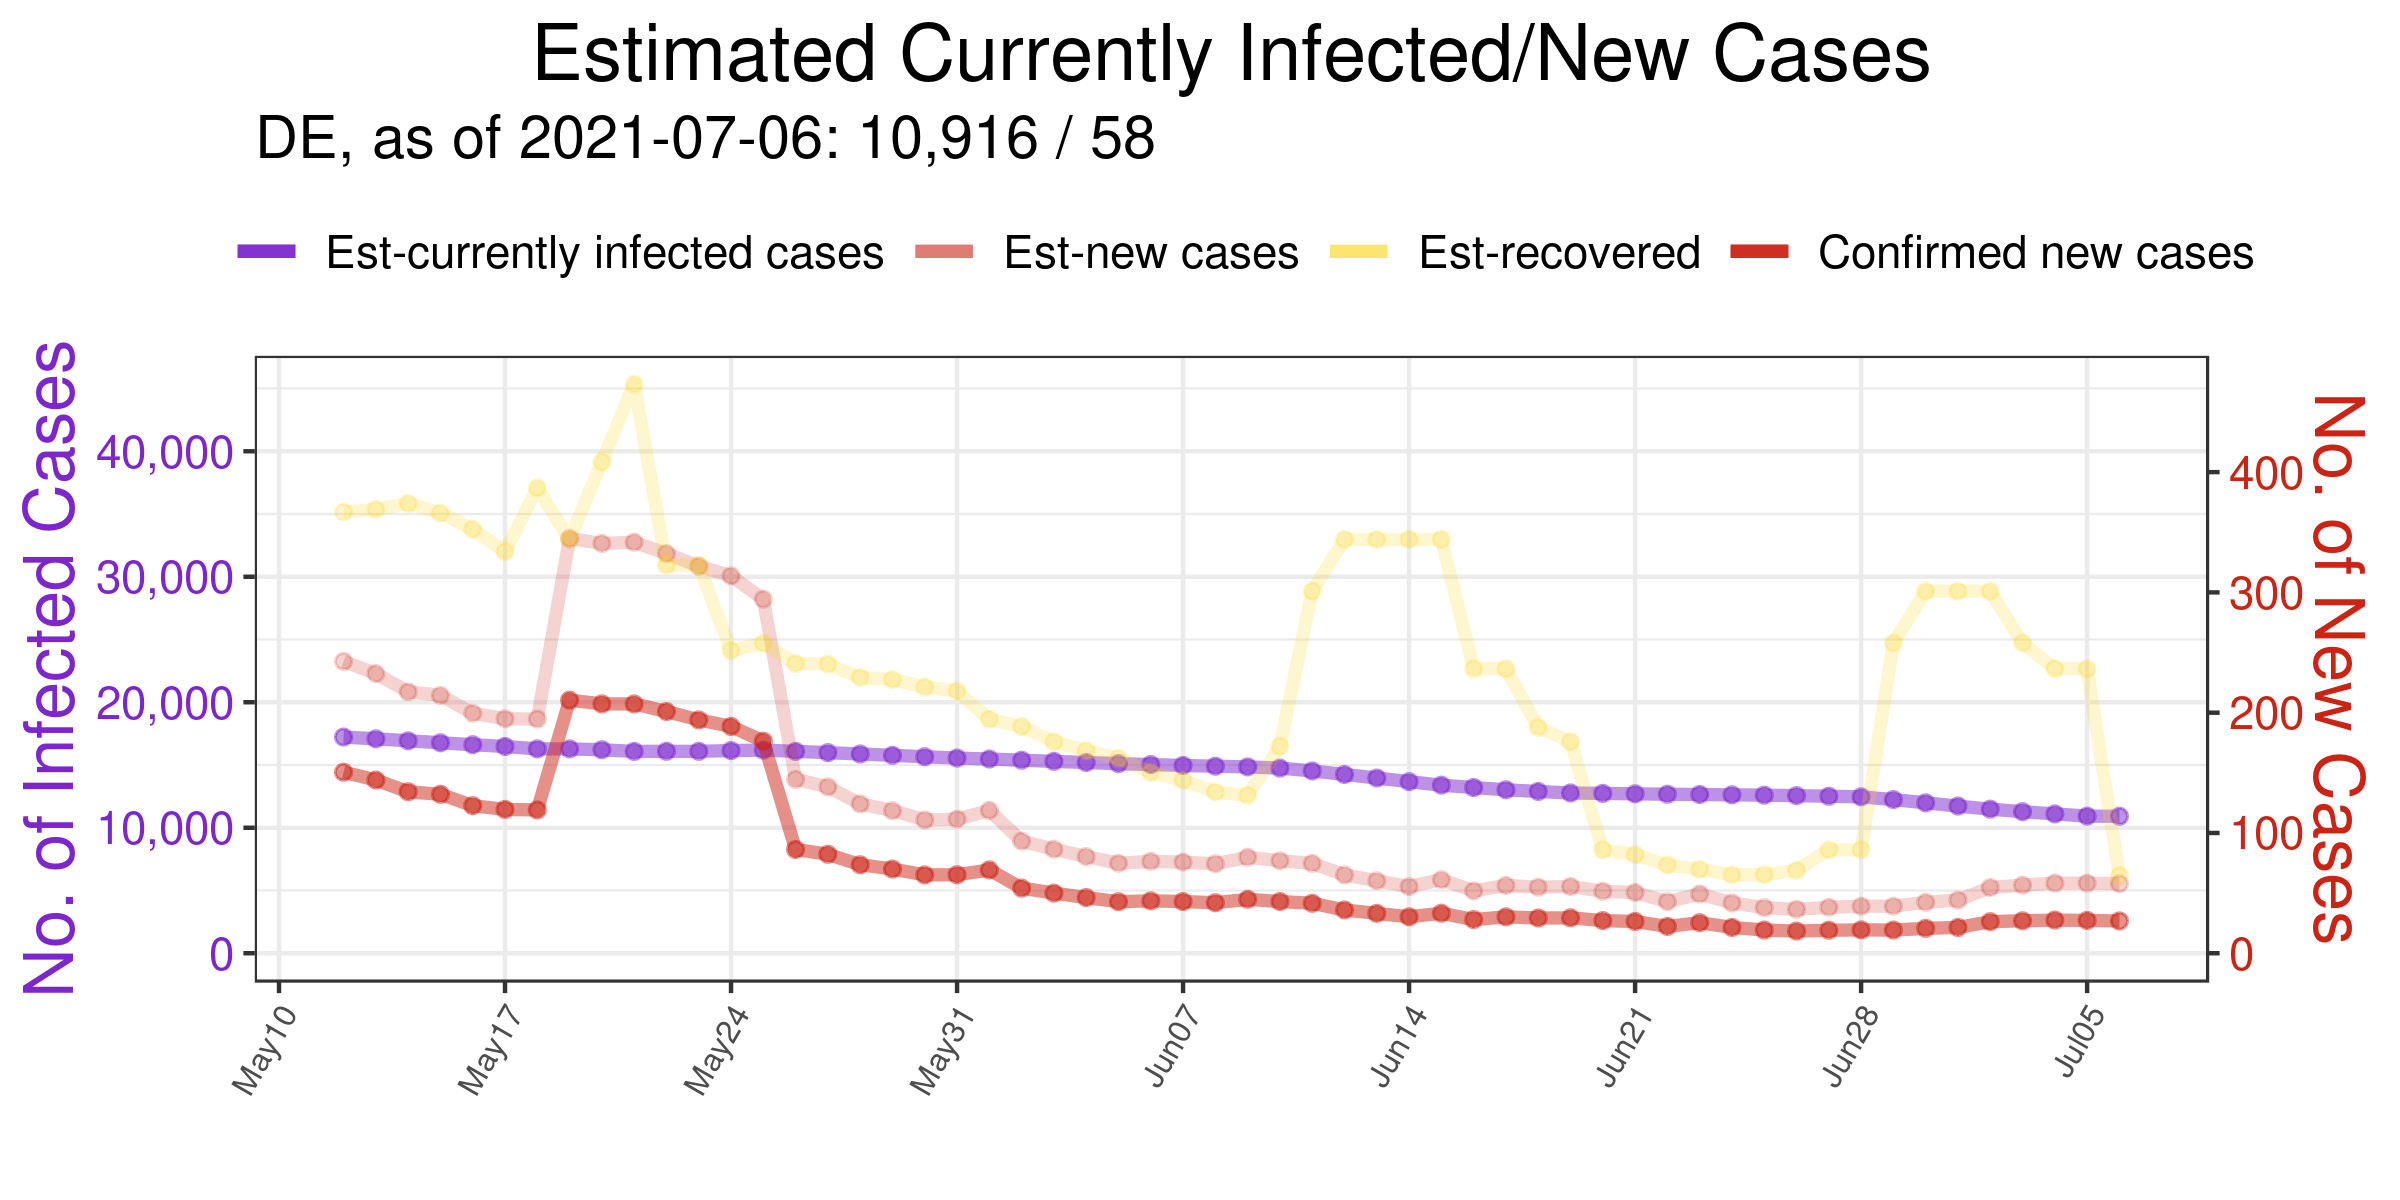 Estimated Currently Infected/New Cases
DE, as of 2021-07-06: 10,916 / 58
Est-currently infected cases Est-new cases Est-recovered Confirmed new cases
No. of Infected Cases
40,000
30,000
20,000
10,000
0
400
300
200
100
0
No. of New Cases
May10 May17 May24 May31 Jun07 Jun14 Jun21 Jun28 Jul05